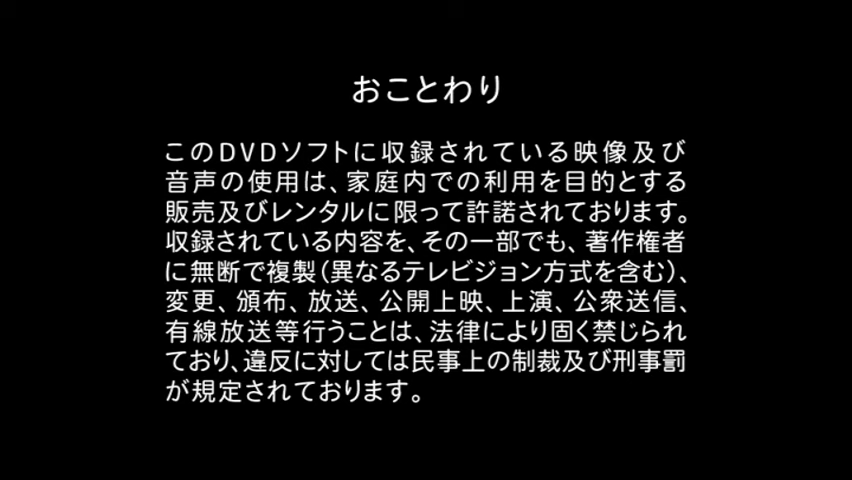 おことわり
このDVDソフトに収録されている映像及び
音声の使用は、家庭内での利用を目的とする
販売及びレンタルに限って許諾されております。
収録されている内容を、その一部でも、著作権者
に無断で複製(異なるテレビジョン方式を含む)、
変更、頒布、放送、公開上映、上演、公衆送信、
有線放送等行うことは、法律により固く禁じられ
ており、違反に対しては民事上の制裁及び刑事罰
が規定されております。